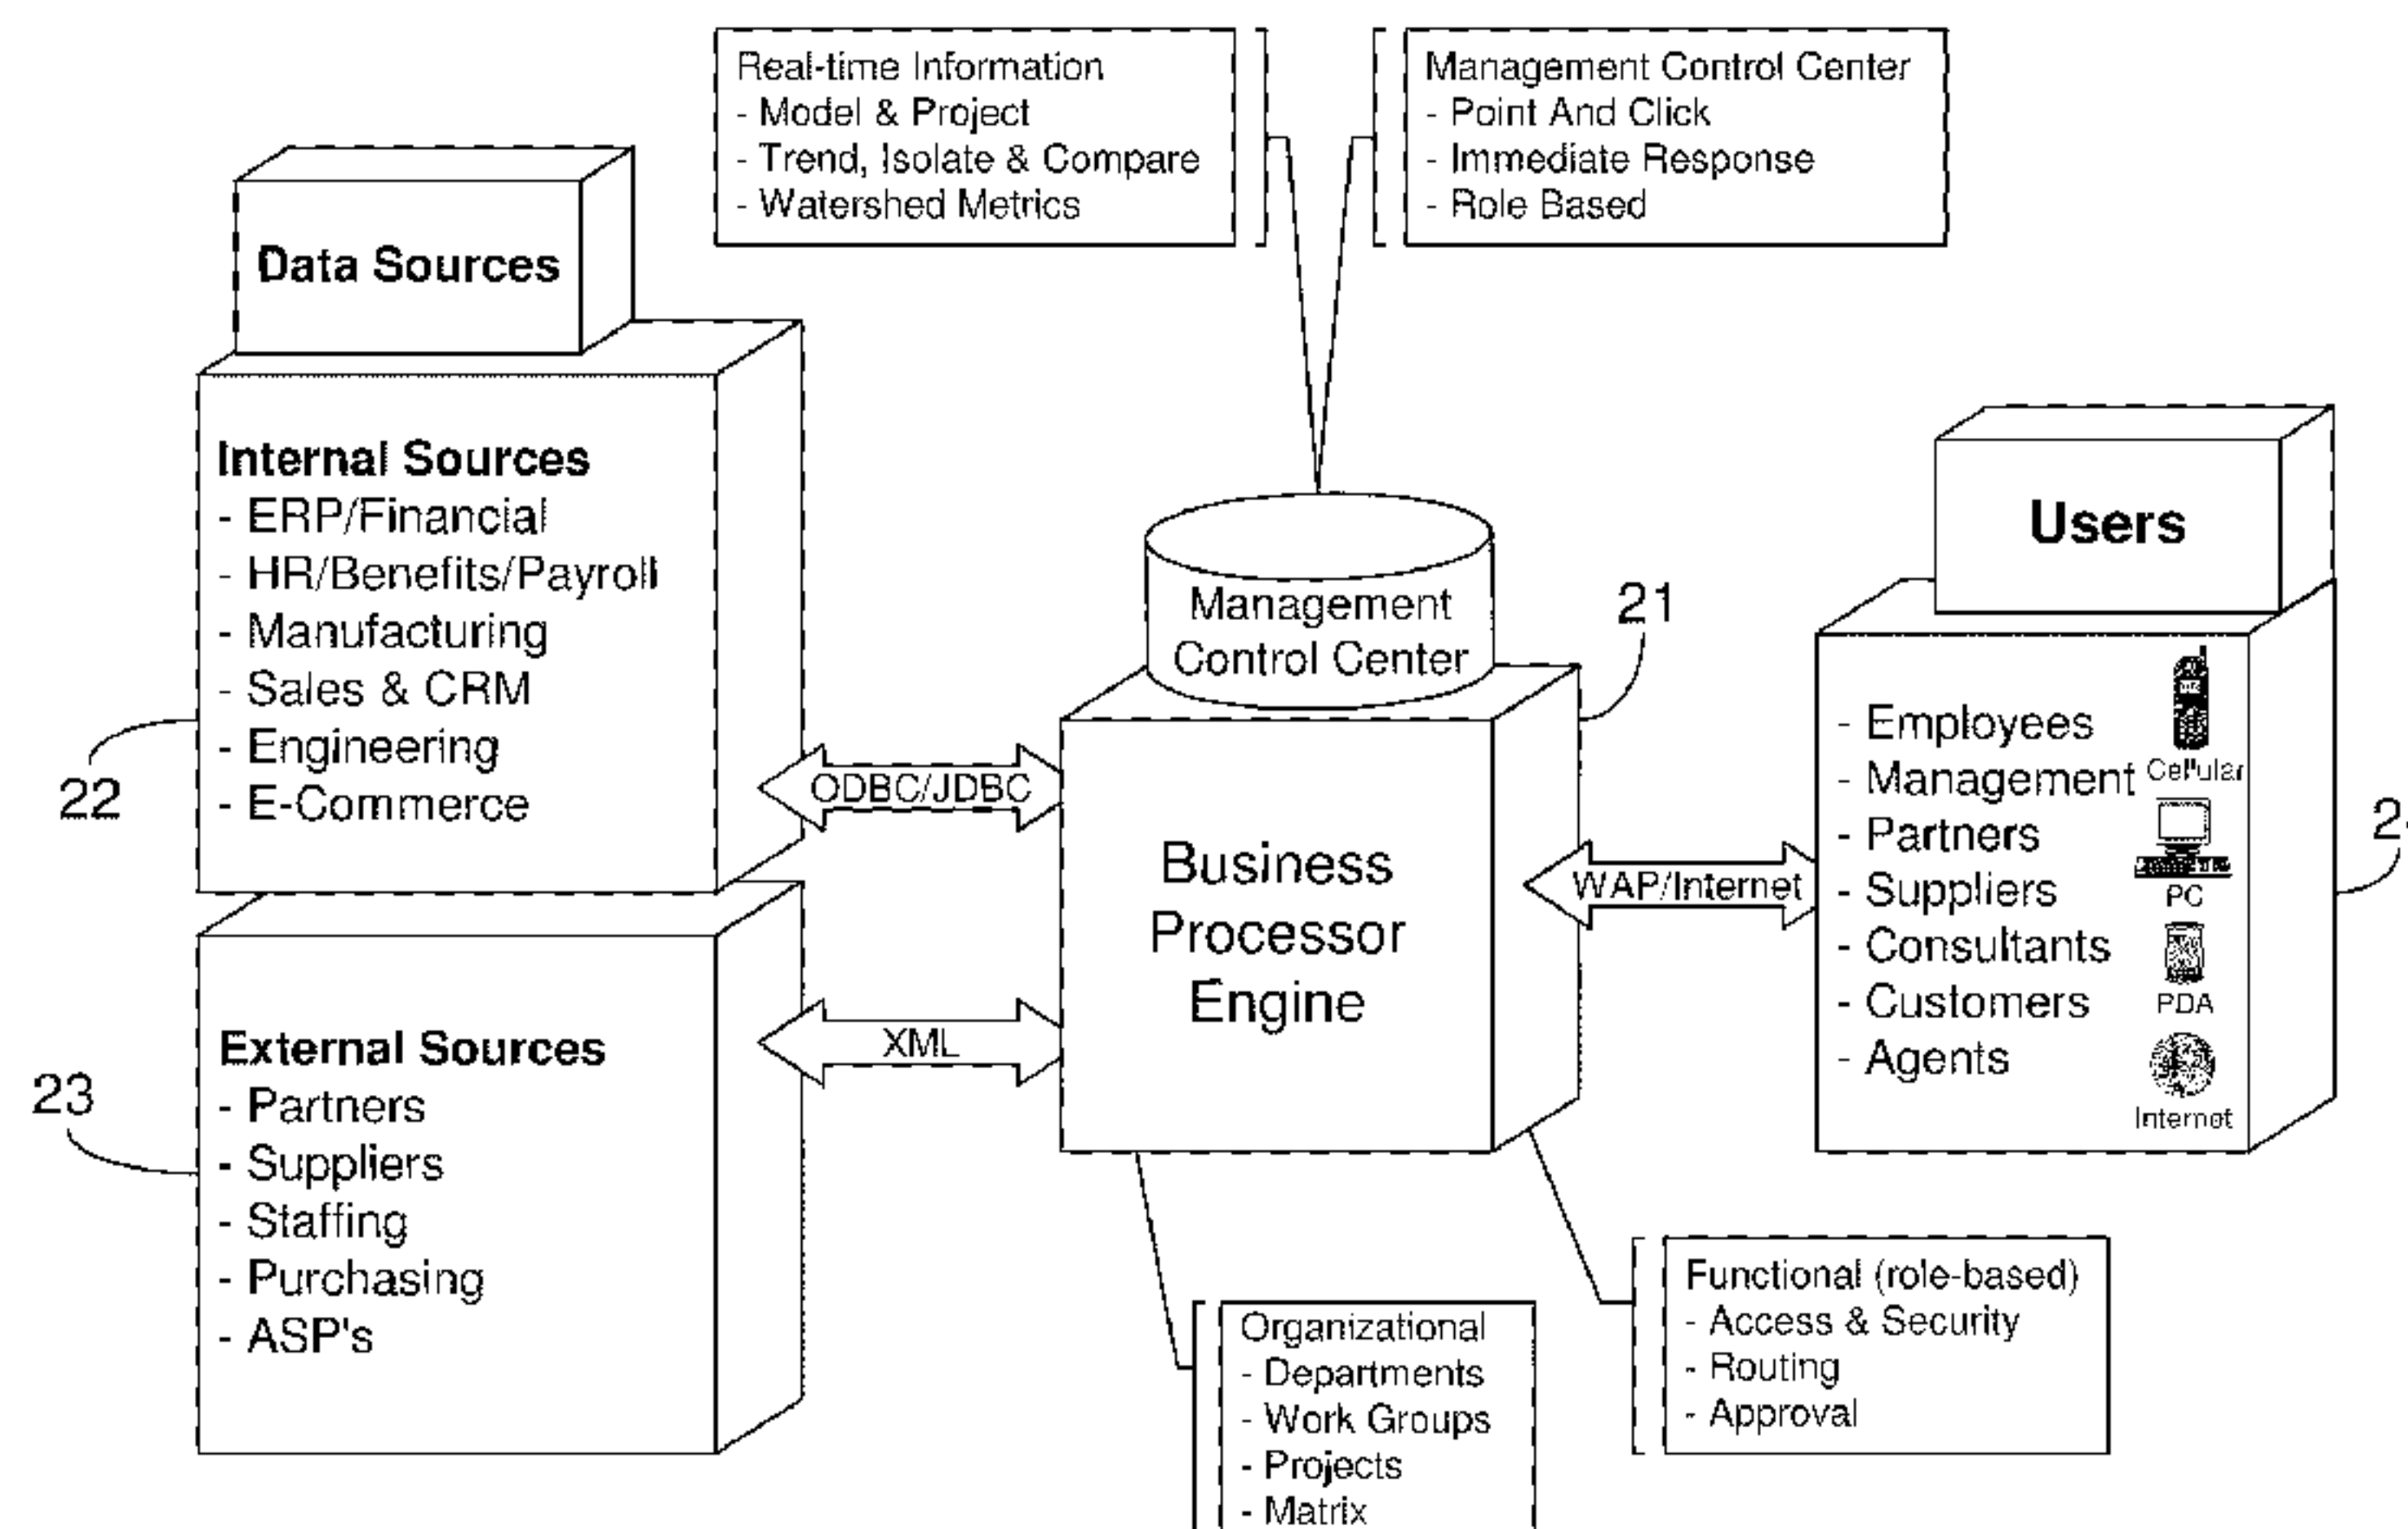 Real-time Information
- Model & Project
- Trend, Isolate & Compare
- Watershed Metrics
Management Control Center
- Point And Click
- Immediate Response
- Role Based
Data Sources
Internal Sources
- ERP/Financial
- HR/Benefits/Payroll
- Manufacturing
- Sales & CRM
- Engineering
- E-Commerce
22
External Sources
- Partners
- Suppliers
- Staffing
- Purchasing
- ASP's
23
ODBC/JDBC
XML
Management
Control Center
21
Business
Processor
Engine
WAP/Internet
Users
- Employees
- Management
- Partners
- Suppliers
- Consultants
- Customers
- Agents
Cellular
PC
PDA
Internet
Organizational
- Departments
- Work Groups
- Projects
- Matrix
Functional (role-based)
- Access & Security
- Routing
- Approval